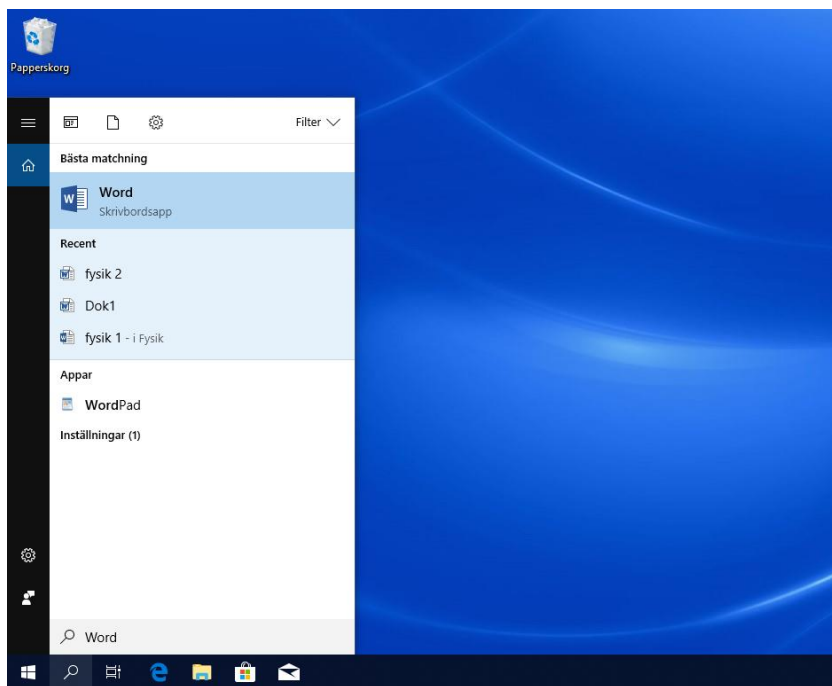 Papperskorg
Filter
Bästa matchning
Word
Skrivbordsapp
Recent
fysik 2
Dok1
fysik 1 - i Fysik
Appar
WordPad
Inställningar (1)
Word